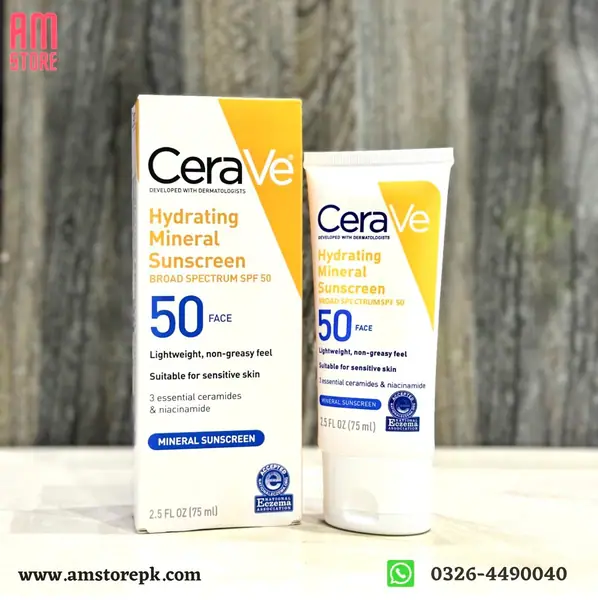 AM
STORE
CeraVe
DEVELOPED WITH DERMATOLOGISTS
Hydrating
Mineral
Sunscreen
BROAD SPECTRUM SPF 50
50 FACE
Lightweight, non-greasy feel
Suitable for sensitive skin
3 essential ceramides
& niacinamide
MINERAL SUNSCREEN
ACCEPTED
NATIONAL
Eczema
ASSOCIATION
2.5 FL OZ (75 ml)
CeraVe
DEVELOPED WITH DERMATOLOGISTS
Hydrating
Mineral
Sunscreen
BROAD SPECTRUM SPF 50
50 FACE
Lightweight, non-greasy feel
Suitable for sensitive skin
3 essential ceramides & niacinamide
MINERAL SUNSCREEN
ACCEPTED
NATIONAL
Eczema
ASSOCIATION
2.5 FL OZ (75 ml)
www.amstorepk.com
0326-4490040